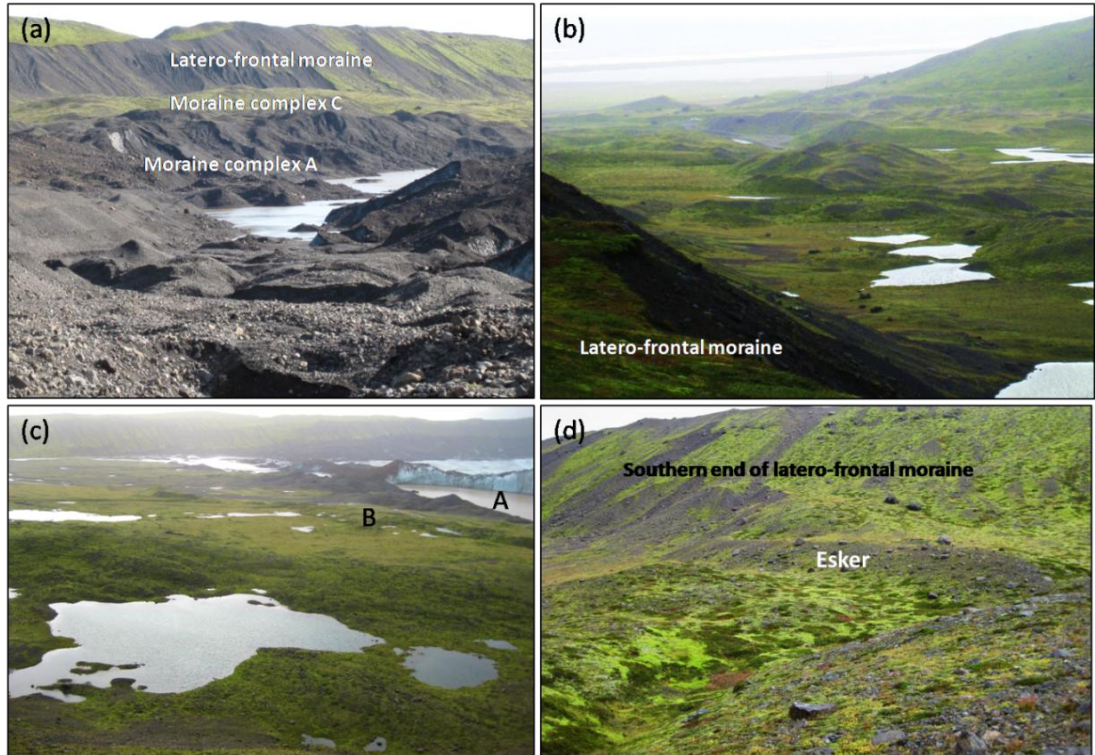 (a)
Latero-frontal moraine
Moraine complex C
Moraine complex A
(b)
Latero-frontal moraine
(c)
A
B
(d)
Southern end of latero-frontal moraine
Esker